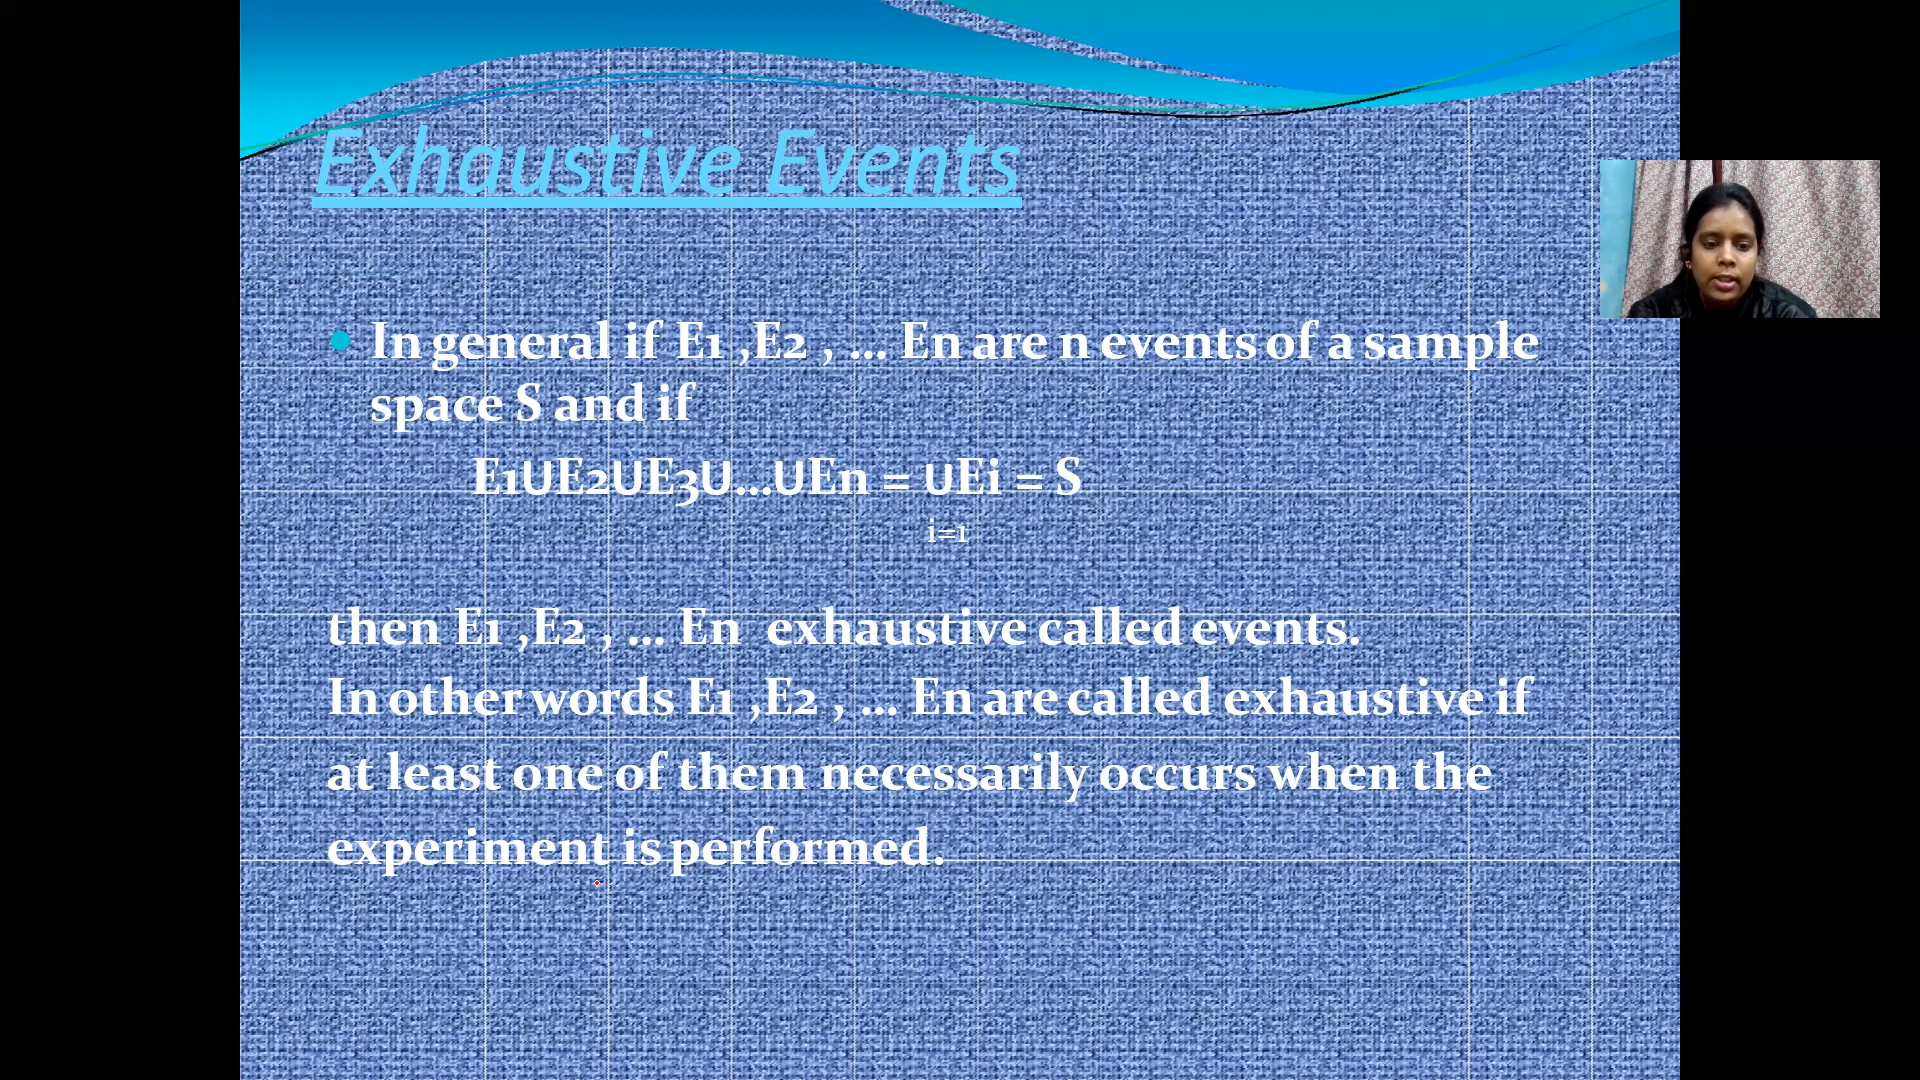 Exhaustive Events
In general if E1 ,E2 , ... En are n events of a sample
space S and if
E1UE2UE3U...UEn = UEi = S
i=1
then E1 ,E2 , ... En exhaustive called events.
In other words E1 ,E2 , ... En are called exhaustive if
at least one of them necessarily occurs when the
experiment is performed.